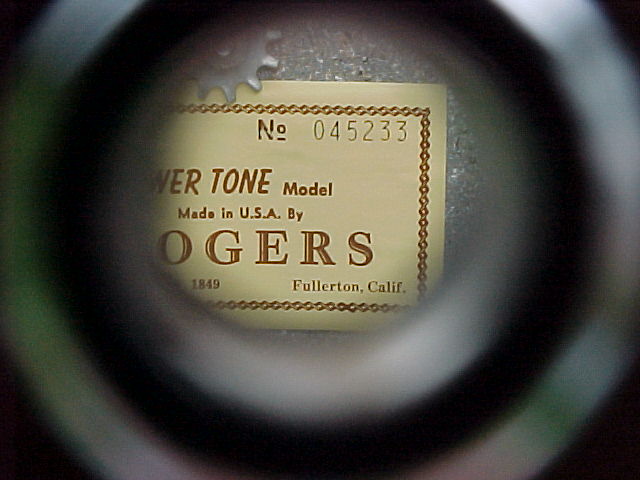 No 045233
WER TONE Model
Made in U.S.A. By
OGERS
1849 Fullerton, Calif.